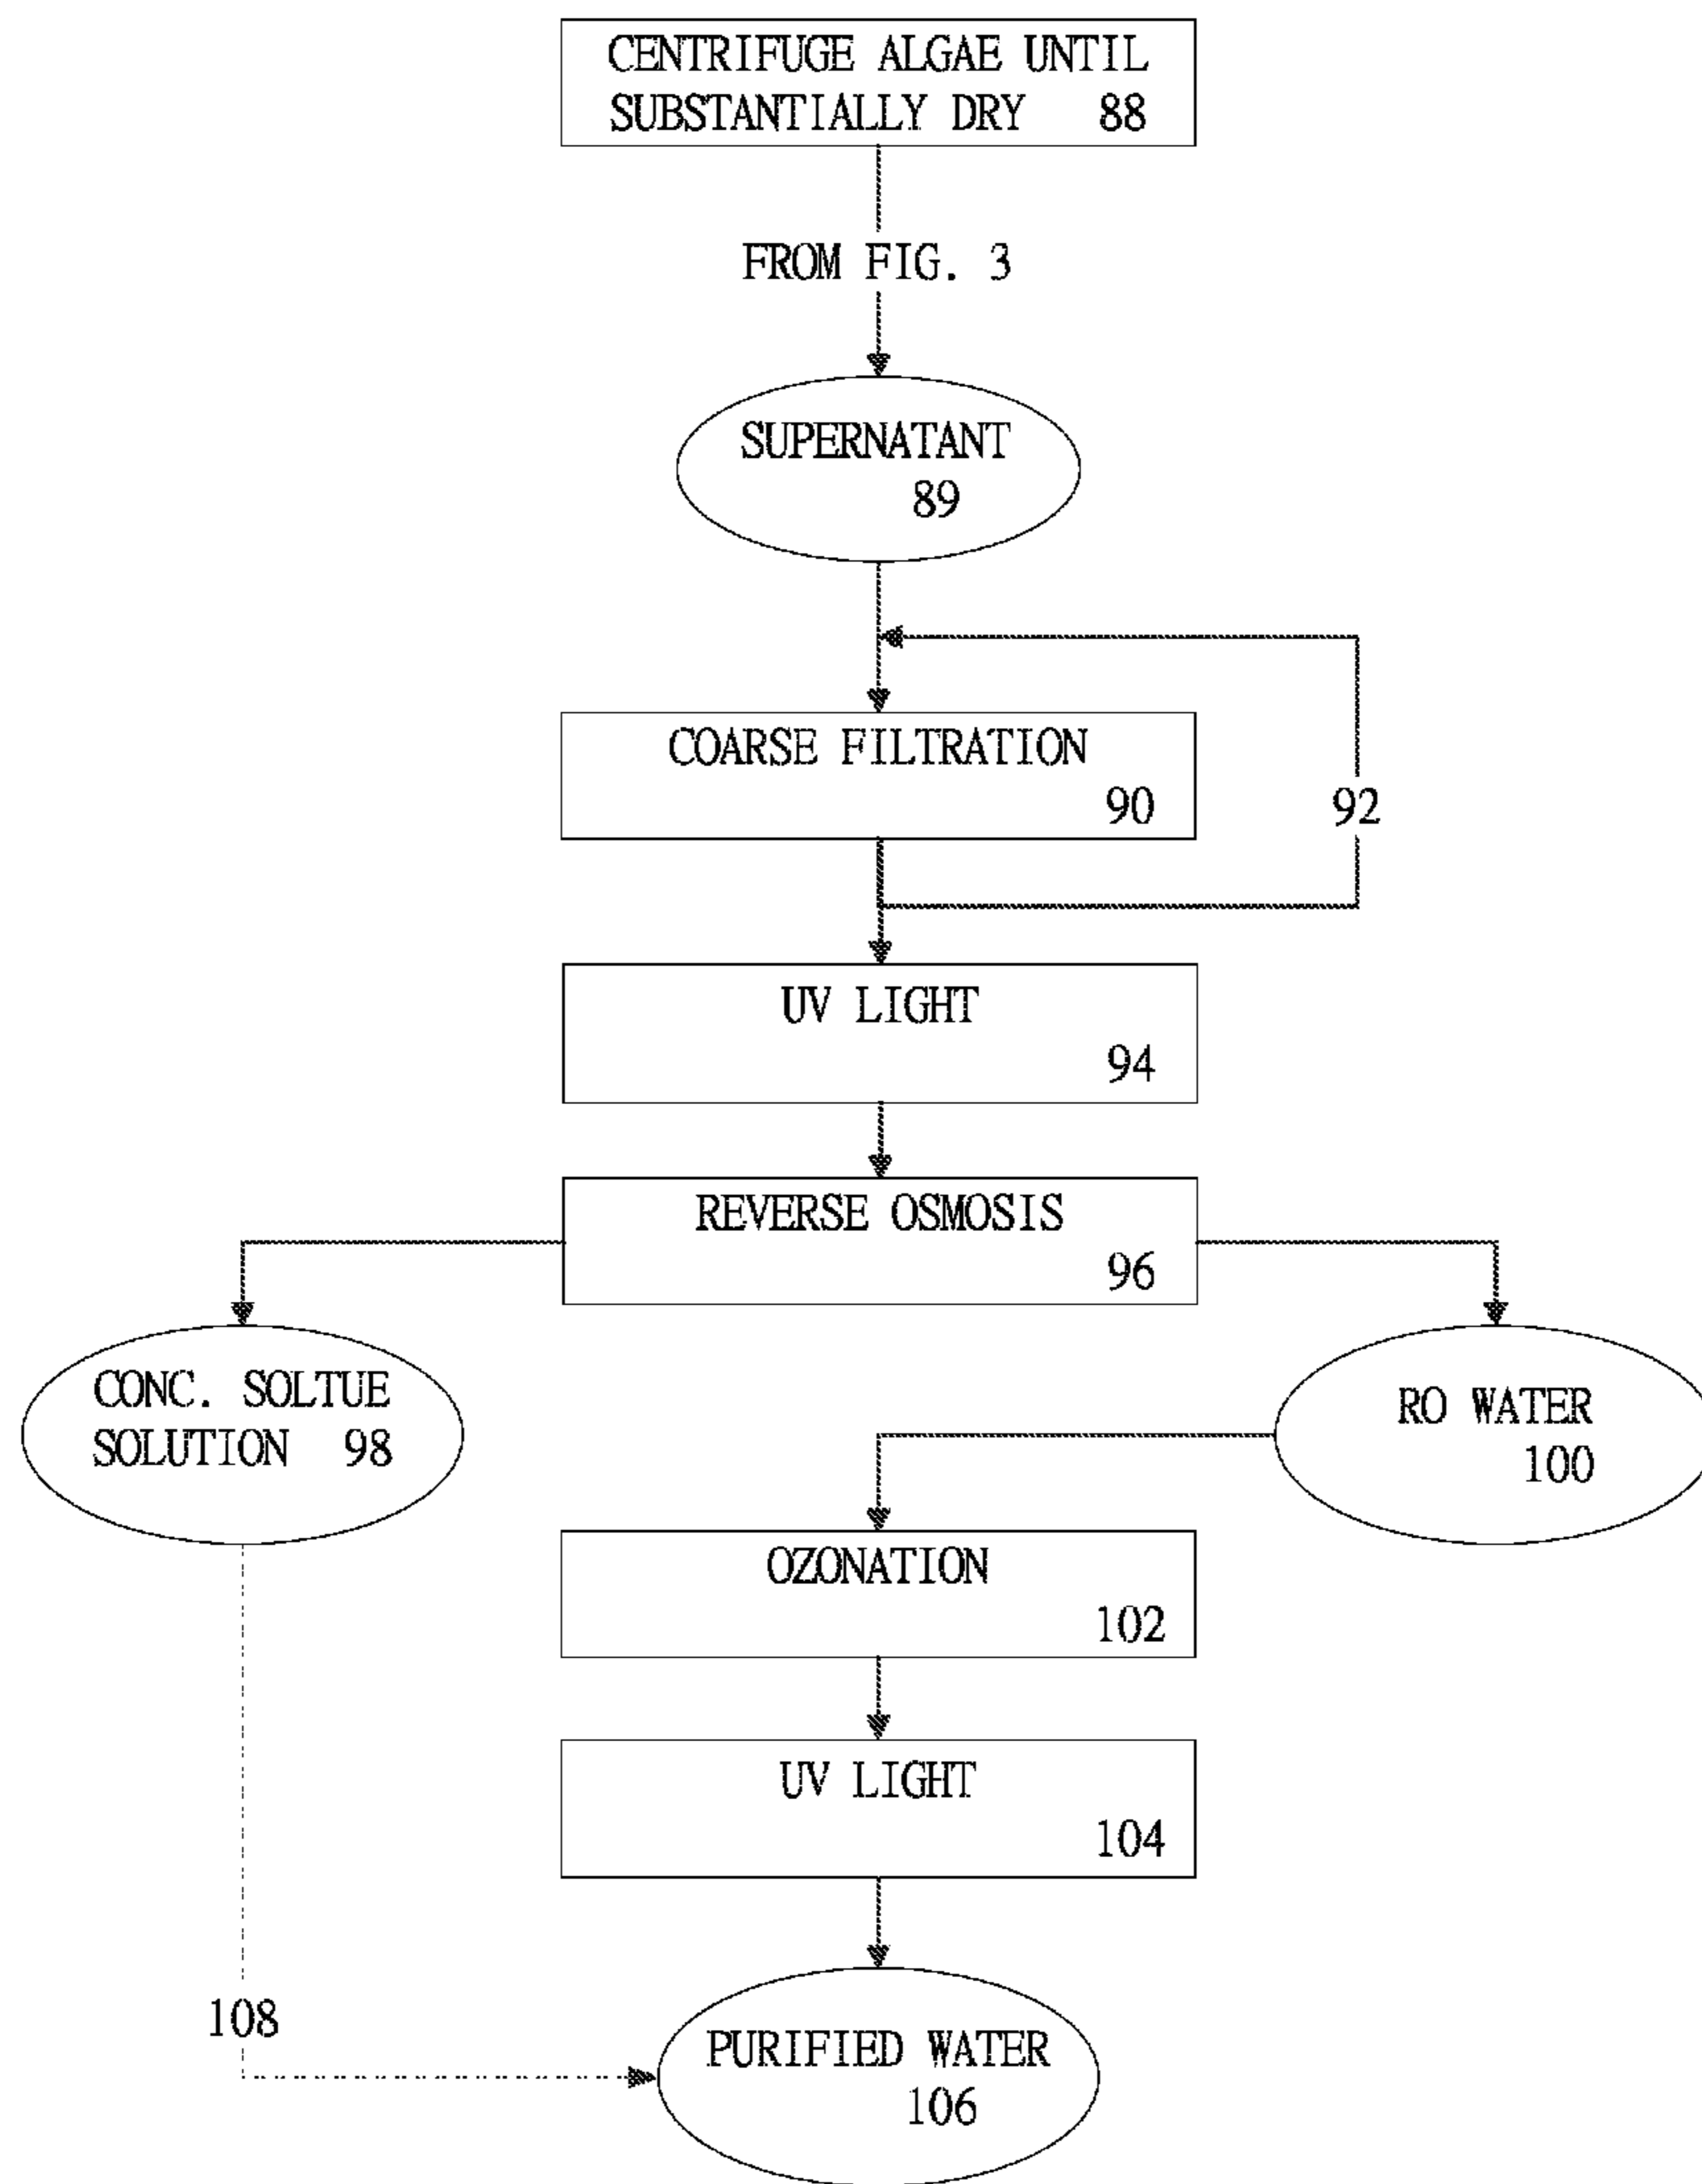 CENTRIFUGE ALGAE UNTIL
SUBSTANTIALLY DRY 88
FROM FIG. 3
SUPERNATANT
89
COARSE FILTRATION
90
92
UV LIGHT
94
REVERSE OSMOSIS
96
CONC. SOLTUE
SOLUTION 98
RO WATER
100
OZONATION
102
UV LIGHT
104
108
PURIFIED WATER
106